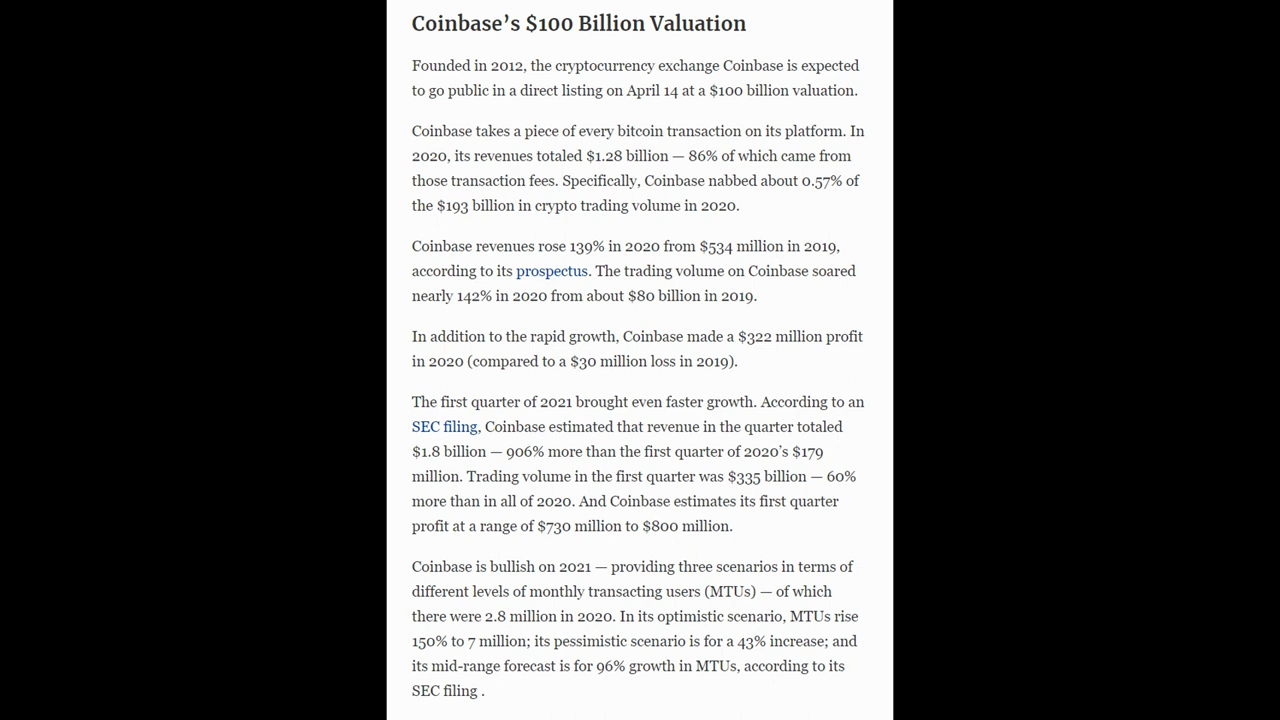 Coinbase’s $100 Billion Valuation
Founded in 2012, the cryptocurrency exchange Coinbase is expected
to go public in a direct listing on April 14 at a $100 billion valuation.
Coinbase takes a piece of every bitcoin transaction on its platform. In
2020, its revenues totaled $1.28 billion — 86% of which came from
those transaction fees. Specifically, Coinbase nabbed about 0.57% of
the $193 billion in crypto trading volume in 2020.
Coinbase revenues rose 139% in 2020 from $534 million in 2019,
according to its prospectus. The trading volume on Coinbase soared
nearly 142% in 2020 from about $80 billion in 2019.
In addition to the rapid growth, Coinbase made a $322 million profit
in 2020 (compared to a $30 million loss in 2019).
The first quarter of 2021 brought even faster growth. According to an
SEC filing, Coinbase estimated that revenue in the quarter totaled
$1.8 billion — 906% more than the first quarter of 2020’s $179
million. Trading volume in the first quarter was $335 billion — 60%
more than in all of 2020. And Coinbase estimates its first quarter
profit at a range of $730 million to $800 million.
Coinbase is bullish on 2021 — providing three scenarios in terms of
different levels of monthly transacting users (MTUs) — of which
there were 2.8 million in 2020. In its optimistic scenario, MTUs rise
150% to 7 million; its pessimistic scenario is for a 43% increase; and
its mid-range forecast is for 96% growth in MTUs, according to its
SEC filing .